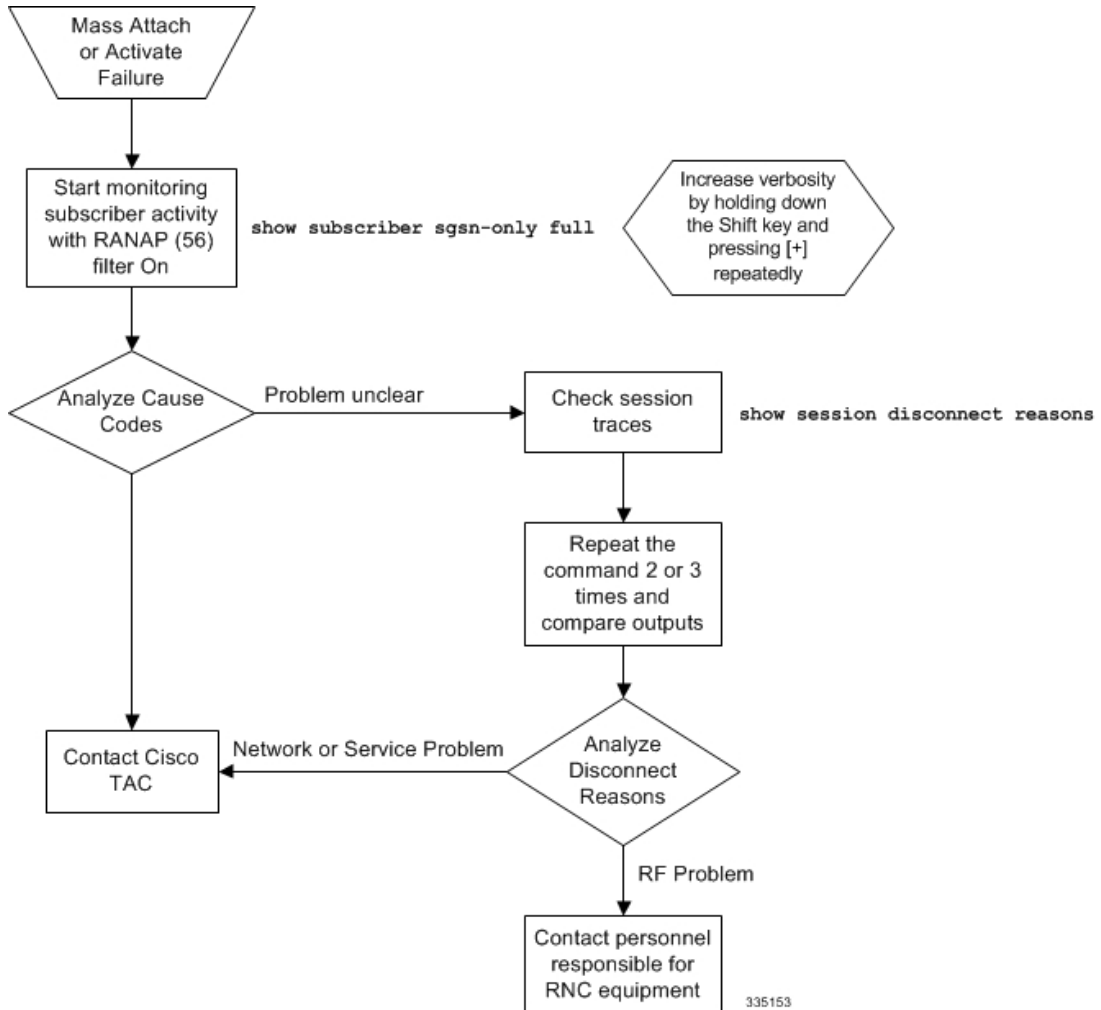 Mass Attach
or Activate
Failure
Start monitoring
subscriber activity
with RANAP (56)
filter On
show subscriber sgsn-only full
Increase verbosity
by holding down
the Shift key and
pressing [+]
repeatedly
Analyze Cause
Codes
Problem unclear
Check session
traces
show session disconnect reasons
Repeat the
command 2 or 3
times and
compare outputs
Contact Cisco
TAC
Network or Service Problem
Analyze
Disconnect
Reasons
RF Problem
Contact personnel
responsible for
RNC equipment
335153